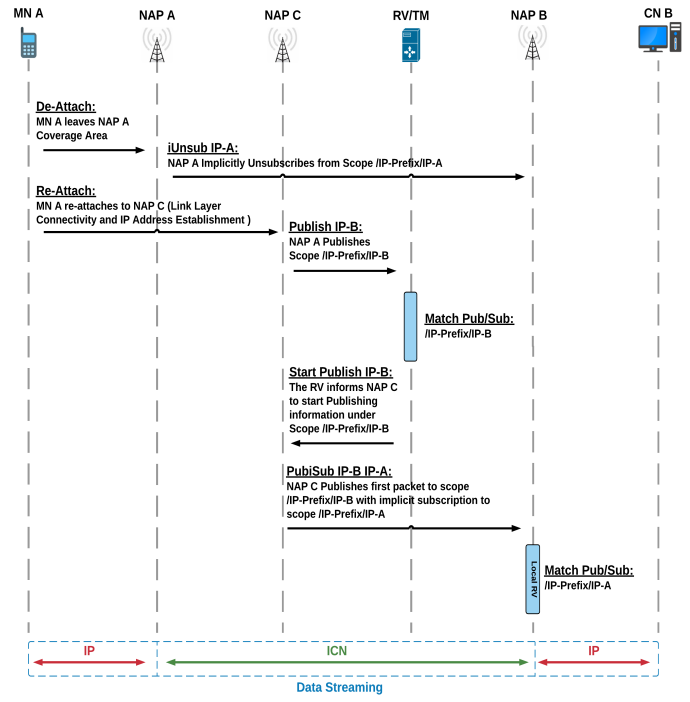 MN A
NAP A
NAP C
RV/TM
NAP B
CN B
De-Attach:
MN A leaves NAP A
Coverage Area
iUnsub IP-A:
NAP A Implicitly Unsubscribes from Scope /IP-Prefix/IP-A
Re-Attach:
MN A re-attaches to NAP C (Link Layer
Connectivity and IP Address Establishment )
Publish IP-B:
NAP A Publishes
Scope /IP-Prefix/IP-B
Match Pub/Sub:
/IP-Prefix/IP-B
Start Publish IP-B:
The RV informs NAP C
to start Publishing
information under
Scope /IP-Prefix/IP-B
PubiSub IP-B IP-A:
NAP C Publishes first packet to scope
/IP-Prefix/IP-B with implicit subscription to
scope /IP-Prefix/IP-A
Local RV
Match Pub/Sub:
/IP-Prefix/IP-A
IP
ICN
IP
Data Streaming